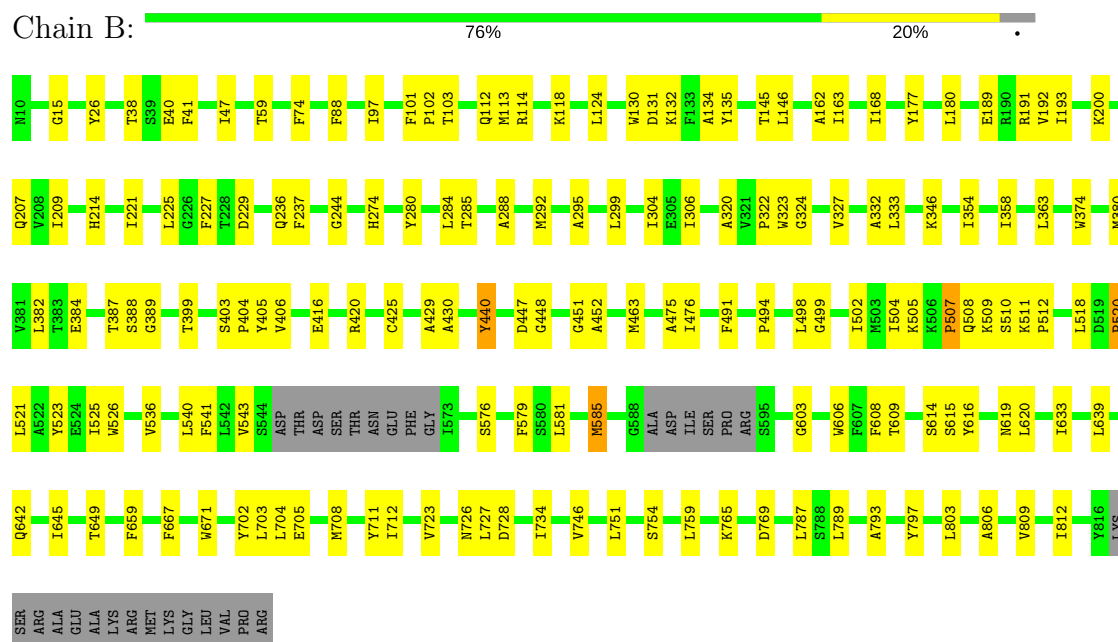 Chain B:
76% 20% •
N10 G15 Y26 T38 S39 E40 F41 I47 T59 F74 F88 I97 F101 P102 T103 Q112 M113 R114 K118 L124 W130 D131 K132 F133 A134 Y135 T145 L146 A162 I163 I168 Y177 L180 E189 R190 R191 V192 I193 K200
Q207 V208 I209 H214 I221 L225 G226 F227 T228 D229 Q236 F237 G244 H274 Y280 L284 T285 A288 M292 A295 L299 I304 E305 I306 A320 V321 P322 W323 G324 V327 A332 L333 K346 I354 I358 L363 W374 M380
V381 L382 T383 E384 T387 S388 G389 T399 S403 P404 Y405 V406 E416 R420 C425 A429 A430 Y440 D447 G448 G451 A452 M463 A475 I476 F491 P494 L498 G499 I502 M503 I504 K505 K506 P507 Q508 K509 S510 K511 P512 L518 D519
L521 A522 Y523 E524 I525 W526 V536 L540 F541 L542 V543 S544 ASP THR ASP SER THR ASN GLU PHE GLY I573 S576 F579 S580 L581 M585 G588 ALA ASP ILE SER PRO ARG S595 G603 W606 F607 F608 T609 S614 S615 Y616 N619 L620 I633 L639
Q642 I645 T649 F659 F667 W671 Y702 L703 L704 E705 M708 Y711 I712 V723 N726 L727 D728 I734 V746 L751 S754 L759 K765 D769 L787 S788 L789 A793 Y797 L803 A806 V809 I812 Y816 LYS
SER ARG ALA GLU ALA LYS ARG MET LYS GLY LEU VAL PRO ARG